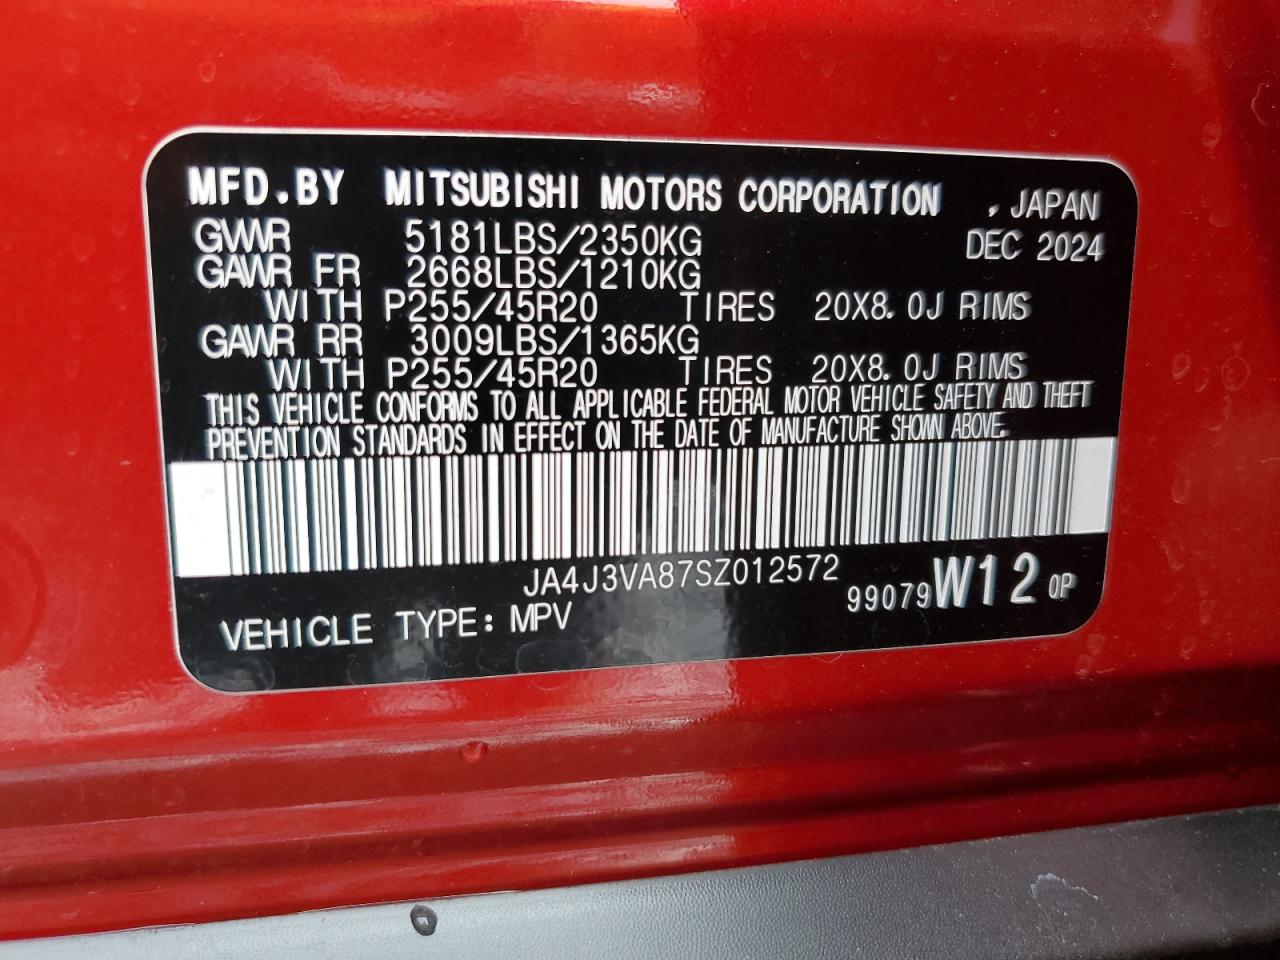 MFD.BY MITSUBISHI MOTORS CORPORATION , JAPAN
GVWR 5181LBS/2350KG DEC 2024
GAWR FR 2668LBS/1210KG
WITH P255/45R20 TIRES 20X8.0J RIMS
GAWR RR 3009LBS/1365KG
WITH P255/45R20 TIRES 20X8.0J RIMS
THIS VEHICLE CONFORMS TO ALL APPLICABLE FEDERAL MOTOR VEHICLE SAFETY AND THEFT
PREVENTION STANDARDS IN EFFECT ON THE DATE OF MANUFACTURE SHOWN ABOVE.
JA4J3VA87SZ012572
99079W12 0P
VEHICLE TYPE: MPV